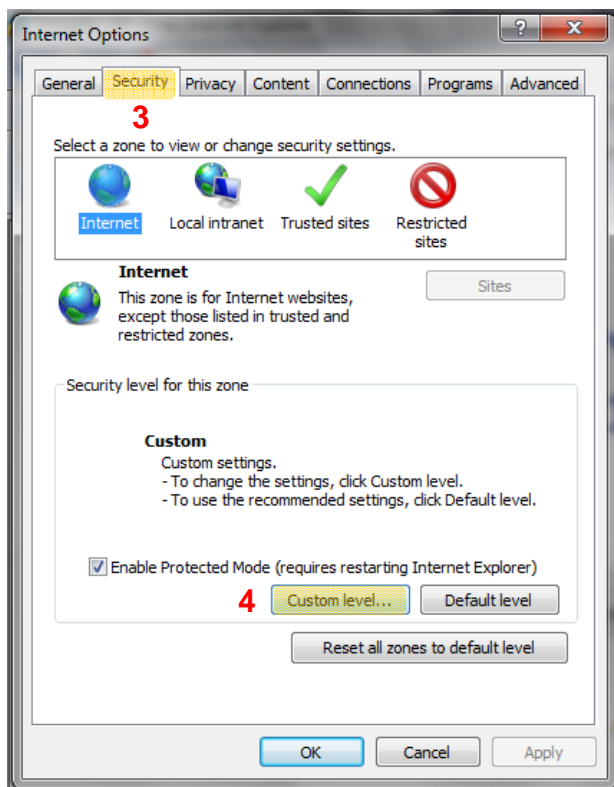 Internet Options
General Security Privacy Content Connections Programs Advanced
3
Select a zone to view or change security settings.
Internet Local intranet Trusted sites Restricted
sites
Internet
Sites
This zone is for Internet websites,
except those listed in trusted and
restricted zones.
Security level for this zone
Custom
Custom settings.
- To change the settings, click Custom level.
- To use the recommended settings, click Default level.
Enable Protected Mode (requires restarting Internet Explorer)
4 Custom level... Default level
Reset all zones to default level
OK Cancel Apply